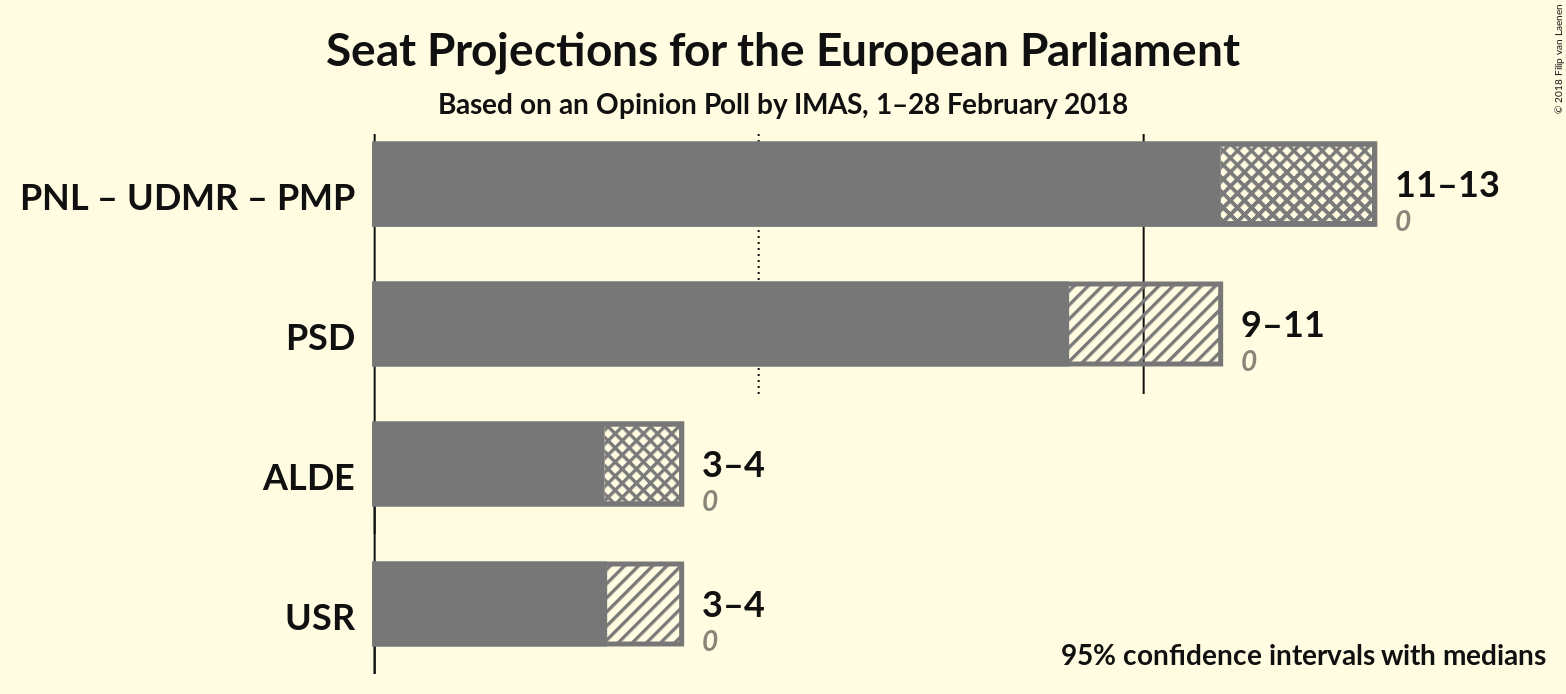 Seat Projections for the European Parliament
Based on an Opinion Poll by IMAS, 1–28 February 2018
© 2018 Filip van Laenen
PNL – UDMR – PMP
11–13
0
PSD
9–11
0
ALDE
3–4
0
USR
3–4
0
95% confidence intervals with medians